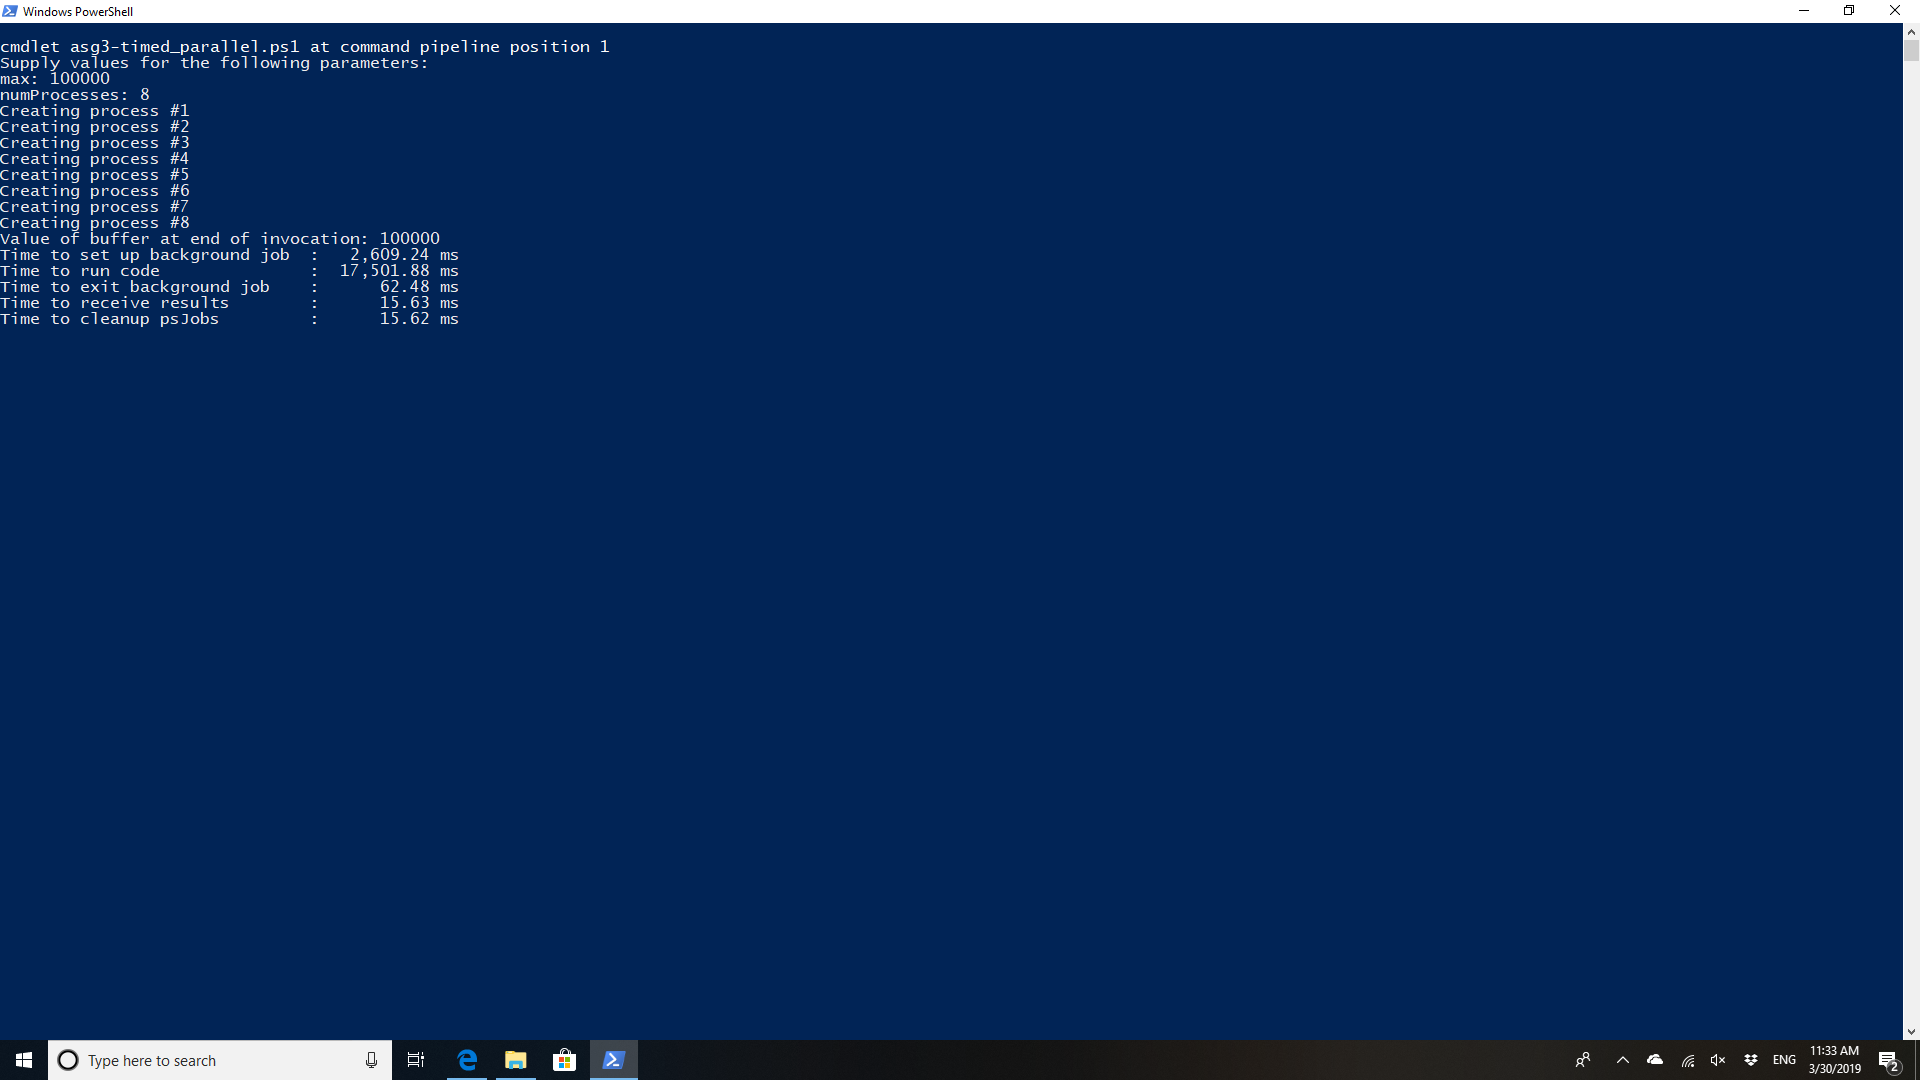 Windows PowerShell
cmdlet asg3-timed_parallel.ps1 at command pipeline position 1
Supply values for the following parameters:
max: 100000
numProcesses: 8
Creating process #1
Creating process #2
Creating process #3
Creating process #4
Creating process #5
Creating process #6
Creating process #7
Creating process #8
Value of buffer at end of invocation: 100000
Time to set up background job  :   2,609.24 ms
Time to run code               :  17,501.88 ms
Time to exit background job    :      62.48 ms
Time to receive results        :      15.63 ms
Time to cleanup psJobs         :      15.62 ms
Type here to search
ENG
11:33 AM
3/30/2019
2